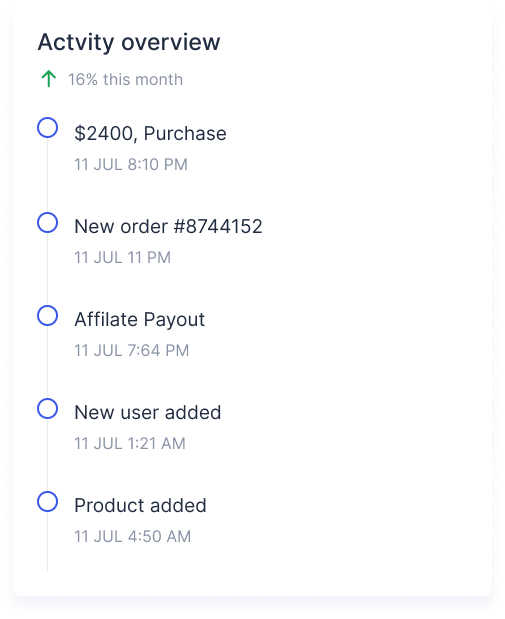 Actvity overview
16% this month
$2400, Purchase
11 JUL 8:10 PM
New order #8744152
11 JUL 11 PM
Affilate Payout
11 JUL 7:64 PM
New user added
11 JUL 1:21 AM
Product added
11 JUL 4:50 AM